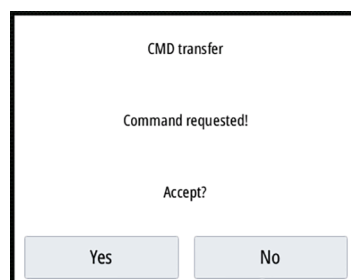 CMD transfer
Command requested!
Accept?
Yes No